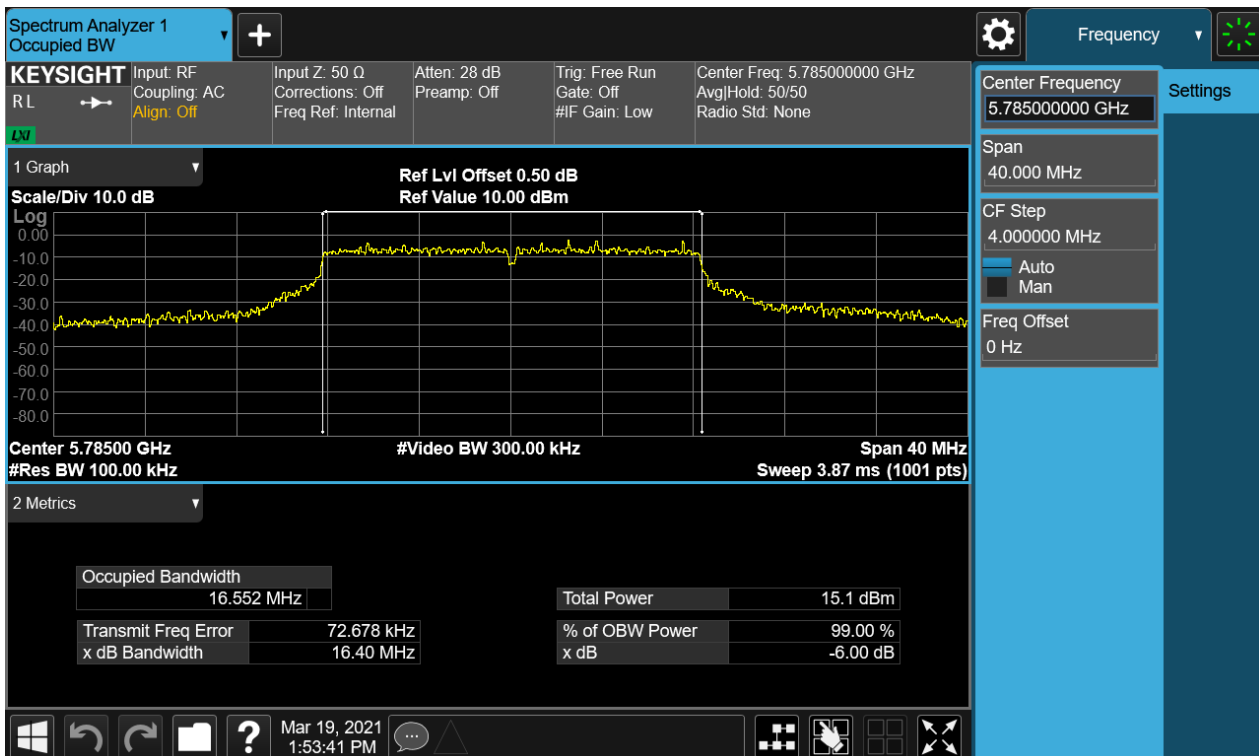 Spectrum Analyzer 1
Occupied BW
+
Frequency
KEYSIGHT
R L
LXI
Input: RF
Coupling: AC
Align: Off
Input Z: 50 Ω
Corrections: Off
Freq Ref: Internal
Atten: 28 dB
Preamp: Off
Trig: Free Run
Gate: Off
#IF Gain: Low
Center Freq: 5.785000000 GHz
Avg|Hold: 50/50
Radio Std: None
Center Frequency
5.785000000 GHz
Settings
Span
40.000 MHz
CF Step
4.000000 MHz
Auto
Man
Freq Offset
0 Hz
1 Graph
Scale/Div 10.0 dB
Ref Lvl Offset 0.50 dB
Ref Value 10.00 dBm
Log
0.00
-10.0
-20.0
-30.0
-40.0
-50.0
-60.0
-70.0
-80.0
Center 5.78500 GHz
#Video BW 300.00 kHz
Span 40 MHz
#Res BW 100.00 kHz
Sweep 3.87 ms (1001 pts)
2 Metrics
Occupied Bandwidth
16.552 MHz
Total Power 15.1 dBm
Transmit Freq Error 72.678 kHz
% of OBW Power 99.00 %
x dB Bandwidth 16.40 MHz
x dB -6.00 dB
?
Mar 19, 2021
1:53:41 PM